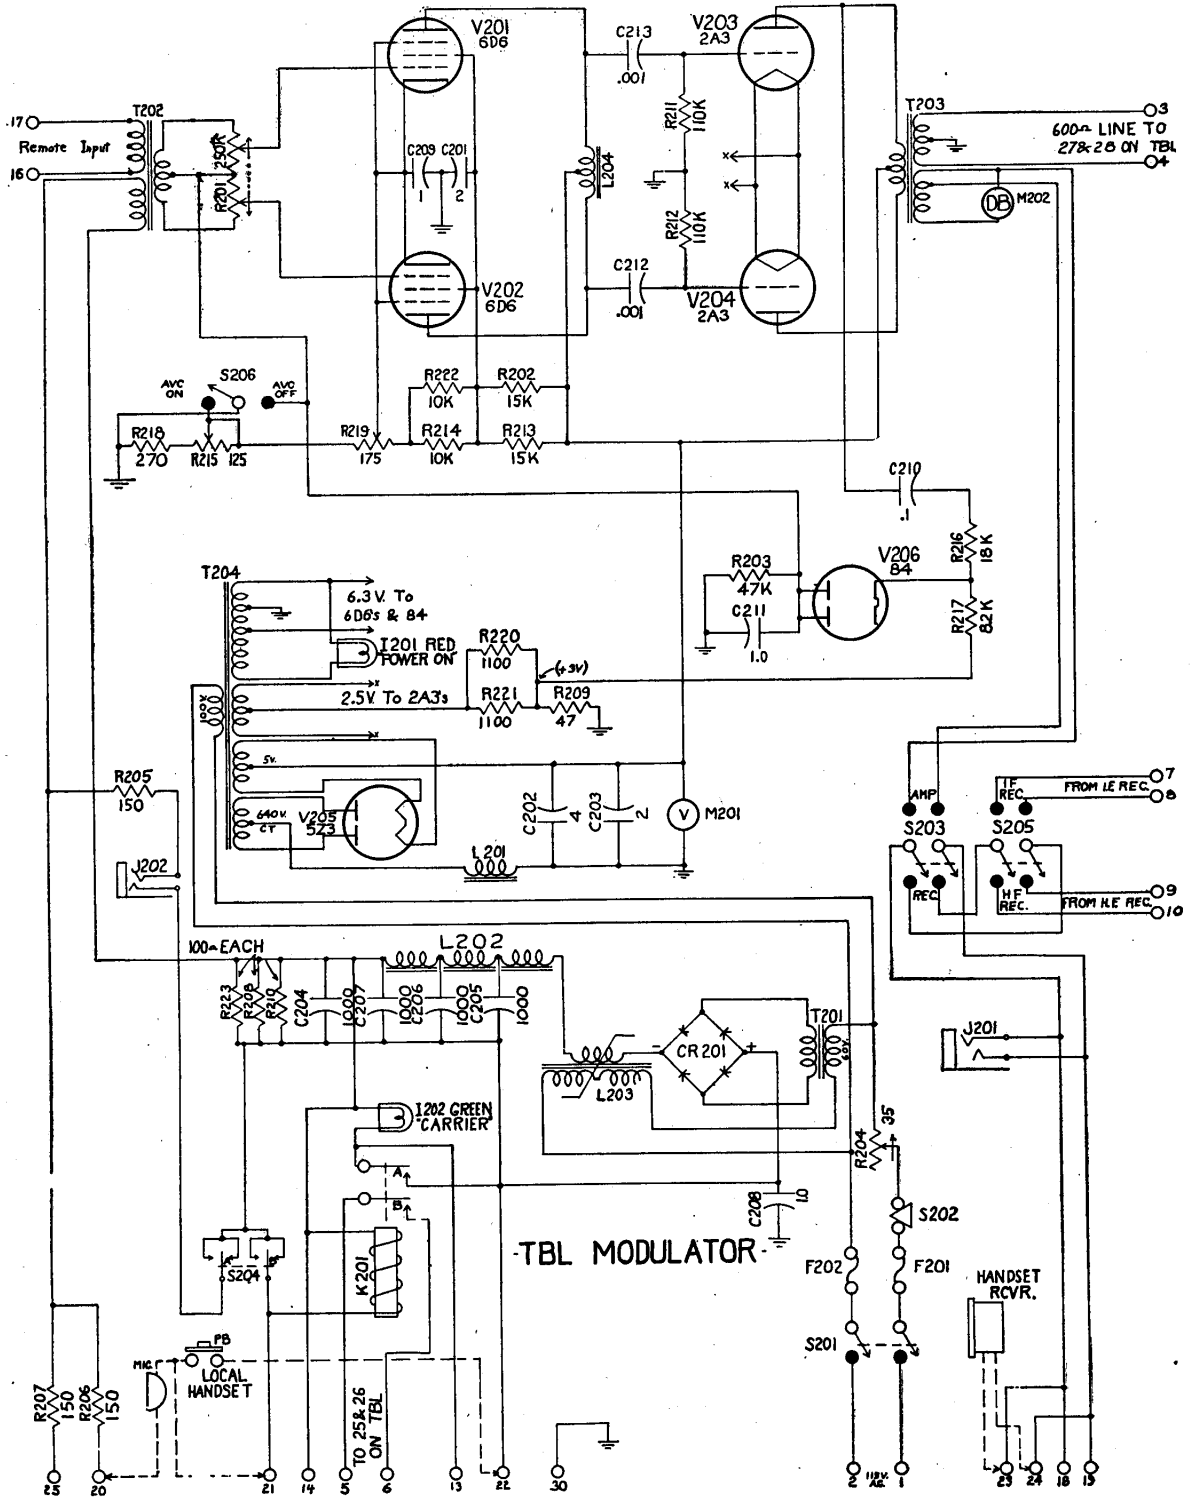 V201
6D6
C213
.001
V203
2A3
T202
17
Remote Input
16
250K
R201
C209
1
C201
2
L204
R211
110K
R212
110K
X
X
T203
3
600Ω LINE TO
27&28 ON TBL
4
DB
M202
V202
6D6
C212
.001
V204
2A3
AVC
ON
S206
AVC
OFF
R222
10K
R202
15K
R218
270
R215
125
R219
175
R214
10K
R213
15K
C210
.1
R216
18K
V206
84
R203
47K
C211
1.0
R217
82K
T204
6.3 V. To
6D6's & 84
I201 RED
"POWER ON"
R220
1100
(+3V)
100V.
X
2.5V. To 2A3's
X
R221
1100
R209
47
5V.
R205
150
640V.
CT
V205
5Z3
C202
4
C203
2
V
M201
L201
J202
AMP
I F
REC.
7
FROM I.F. REC.
8
S203
S205
REC.
H F
REC.
9
FROM H.F. REC.
10
100Ω EACH
L202
R223
R208
R210
C204
1000
C207
1000
C206
1000
C205
1000
T201
60V.
-
CR201
+
L203
J201
I202 GREEN
"CARRIER"
A
B
R204
35
C208
1.0
S202
K201
S204
-TBL MODULATOR-
F202
F201
HANDSET
RCVR.
S201
PB
MIC.
LOCAL
HANDSET
R207
150
R206
150
TO 25&26
ON TBL
25
20
21
14
5
6
13
22
30
2
115V.
A.C.
1
23
24
18
19